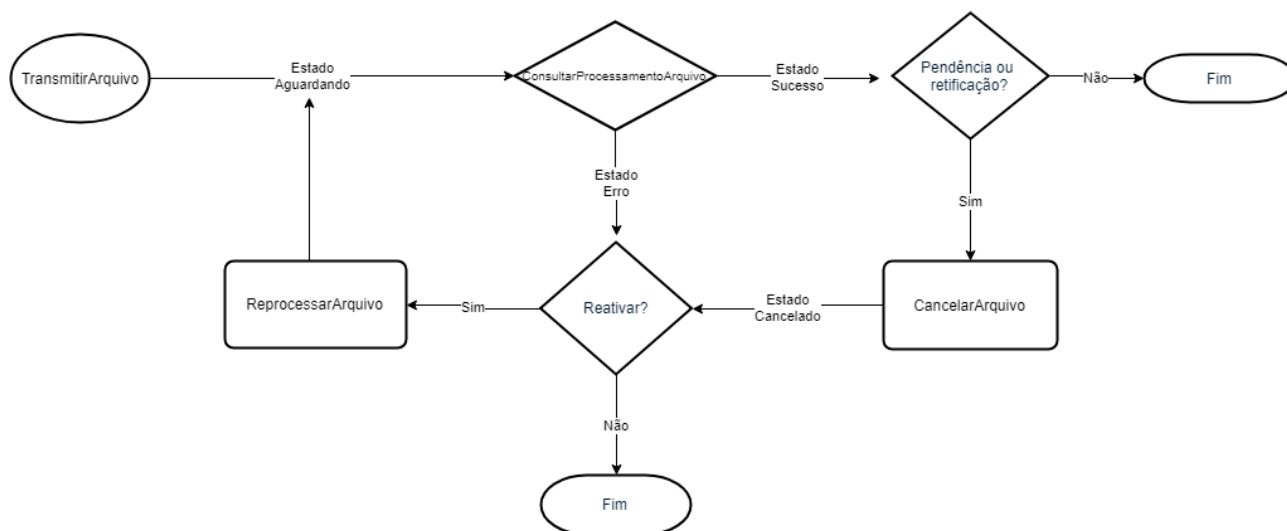 TransmitirArquivo
Estado
Aguardando
ConsultarProcessamentoArquivo
Estado
Sucesso
Pendência ou
retificação?
Não
Fim
Estado
Erro
Sim
ReprocessarArquivo
Sim
Reativar?
Estado
Cancelado
CancelarArquivo
Não
Fim